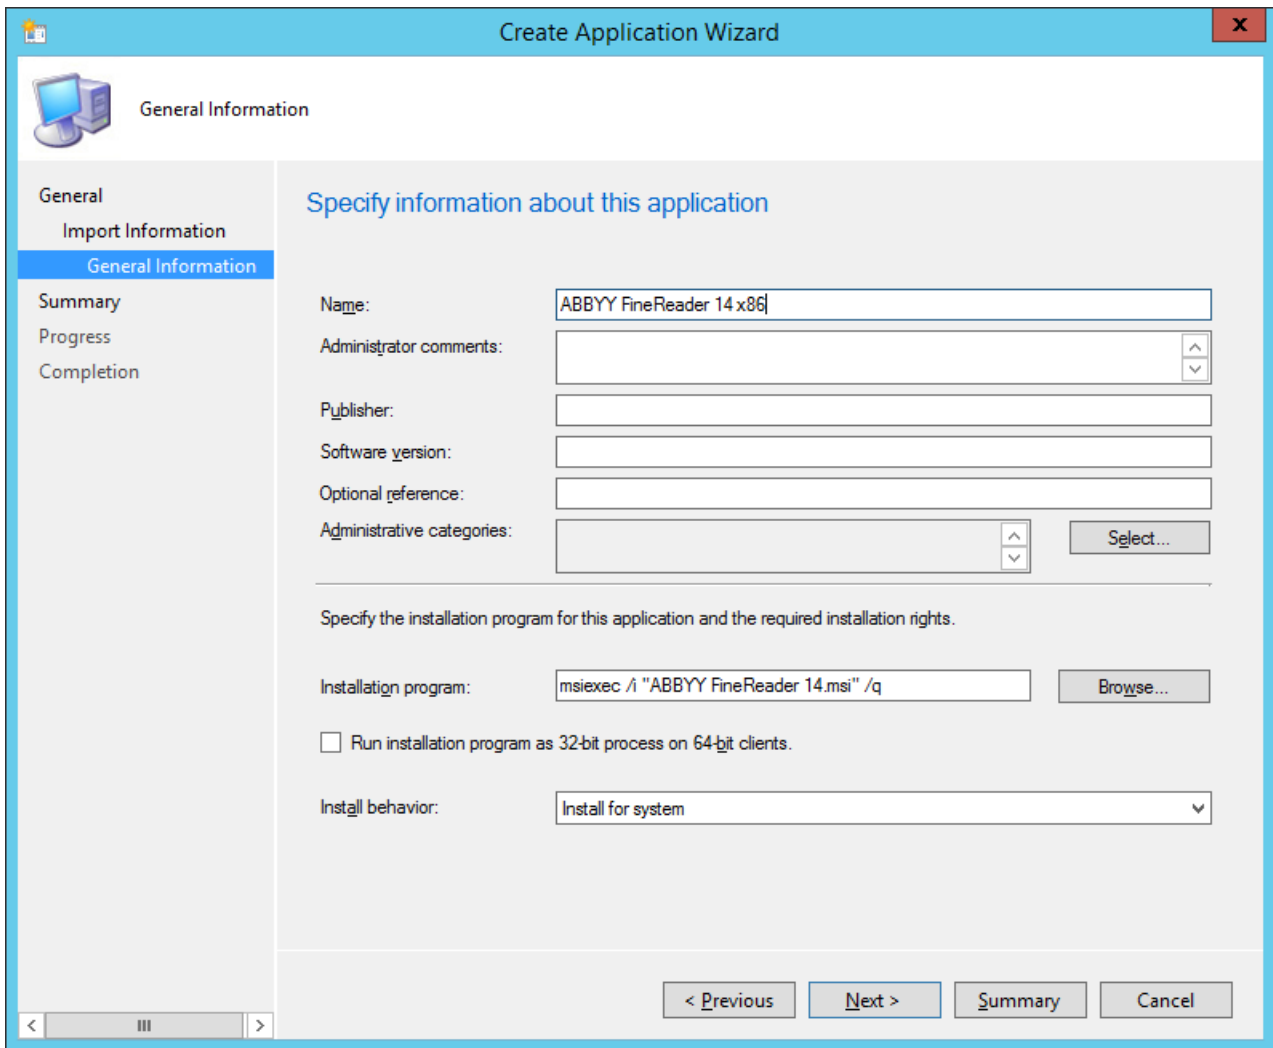 Create Application Wizard
x
General Information
General
Import Information
General Information
Summary
Progress
Completion
Specify information about this application
Name:
ABBYY FineReader 14 x86
Administrator comments:
Publisher:
Software version:
Optional reference:
Administrative categories:
Select...
Specify the installation program for this application and the required installation rights.
Installation program:
msiexec /i "ABBYY FineReader 14.msi" /q
Browse...
Run installation program as 32-bit process on 64-bit clients.
Install behavior:
Install for system
< Previous
Next >
Summary
Cancel